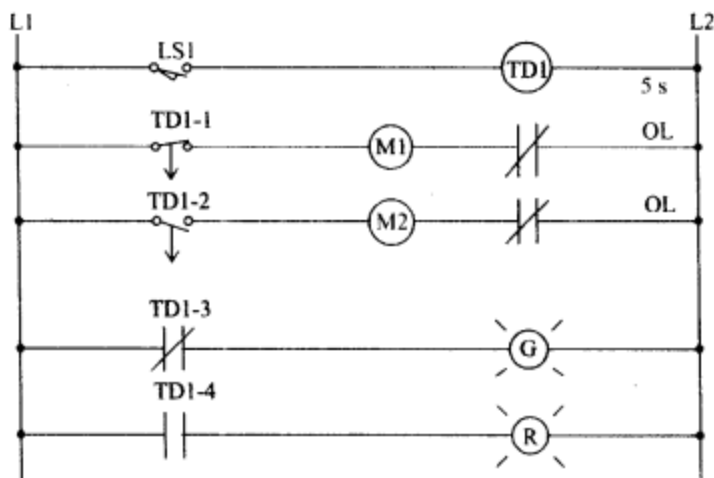 L1 L2
LS1
TD1
5 s
TD1-1
M1
OL
TD1-2
M2
OL
TD1-3
G
TD1-4
R